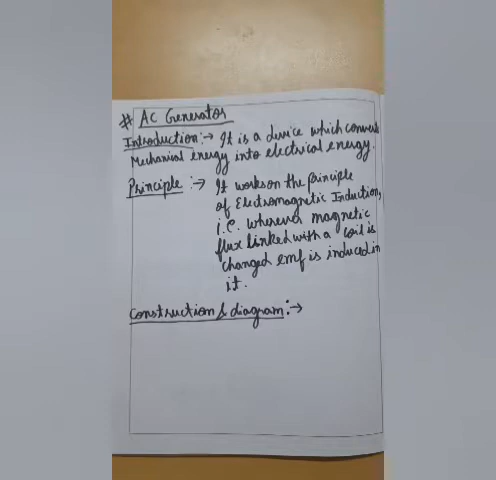 # AC Generator
Introduction:→ It is a device which converts
Mechanical energy into electrical energy.
Principle :→ It works on the principle
of Electromagnetic Induction,
i.e. whenever magnetic
flux linked with a coil is
changed emf is induced in
it.
Construction & diagram:→